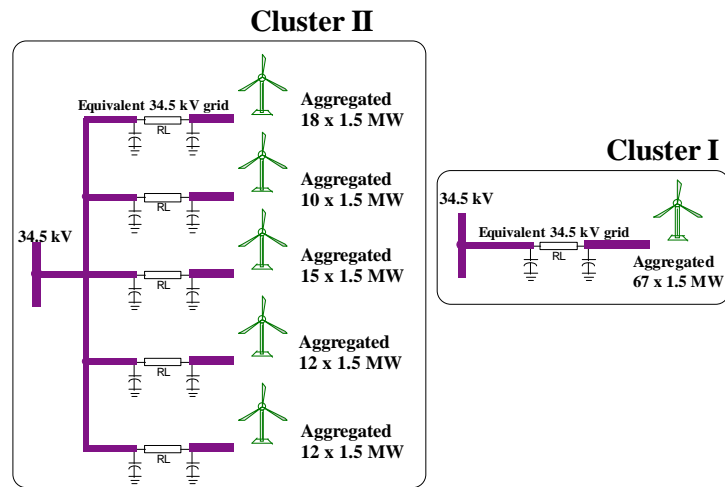 Cluster II
Equivalent 34.5 kV grid
RL
Aggregated
18 x 1.5 MW
RL
Aggregated
10 x 1.5 MW
34.5 kV
RL
Aggregated
15 x 1.5 MW
RL
Aggregated
12 x 1.5 MW
RL
Aggregated
12 x 1.5 MW
Cluster I
34.5 kV
Equivalent 34.5 kV grid
RL
Aggregated
67 x 1.5 MW